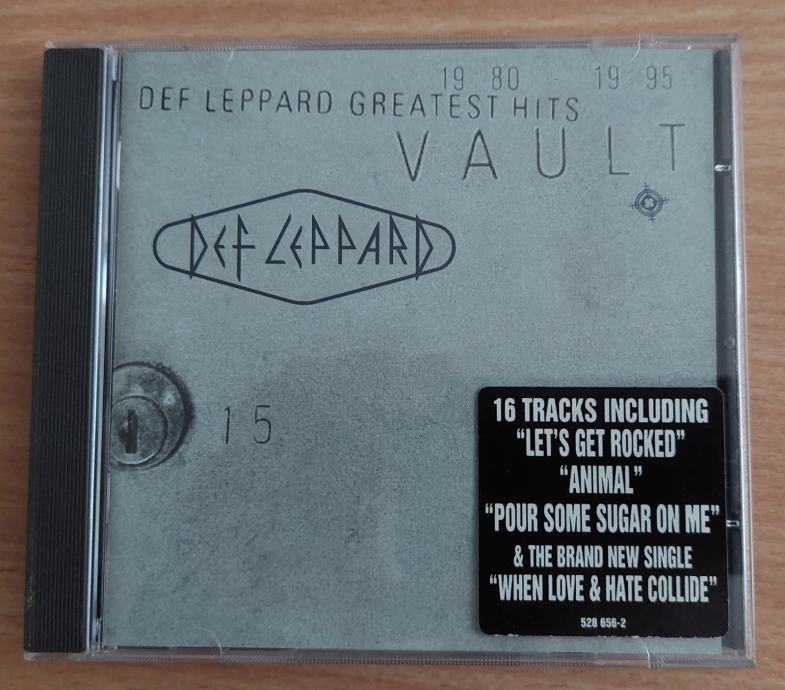 19 80 - 19 95
DEF LEPPARD GREATEST HITS
VAULT
DEF LEPPARD
15
16 TRACKS INCLUDING
“LET'S GET ROCKED”
“ANIMAL”
“POUR SOME SUGAR ON ME”
& THE BRAND NEW SINGLE
“WHEN LOVE & HATE COLLIDE”
528 656-2